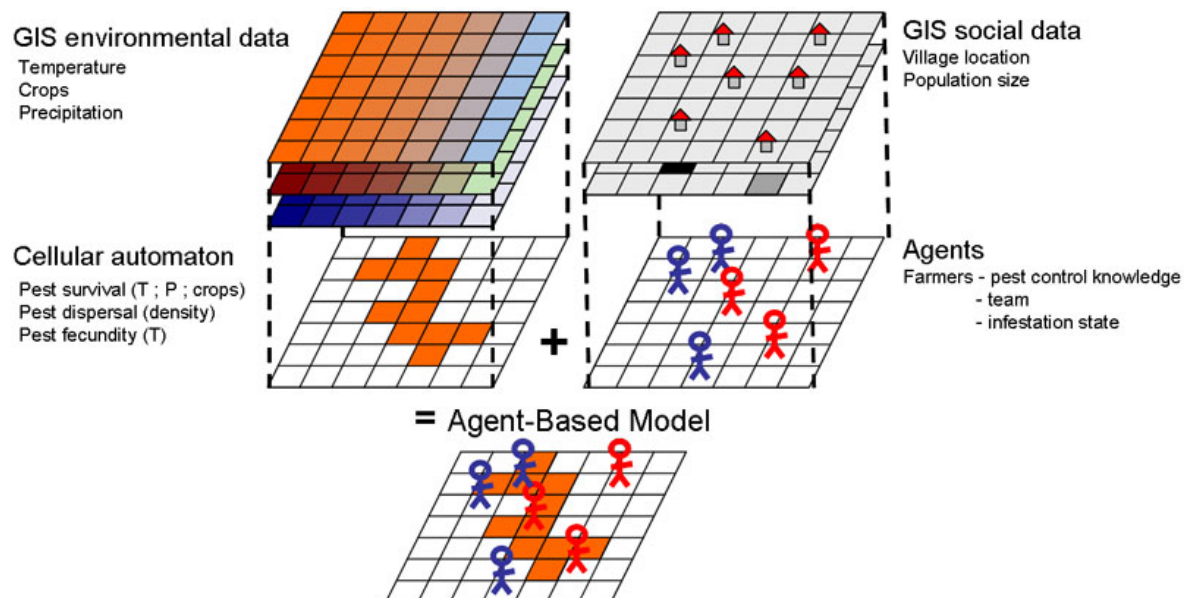 GIS environmental data
Temperature
Crops
Precipitation
GIS social data
Village location
Population size
Cellular automaton
Pest survival (T ; P ; crops)
Pest dispersal (density)
Pest fecundity (T)
+
Agents
Farmers - pest control knowledge
- team
- infestation state
= Agent-Based Model